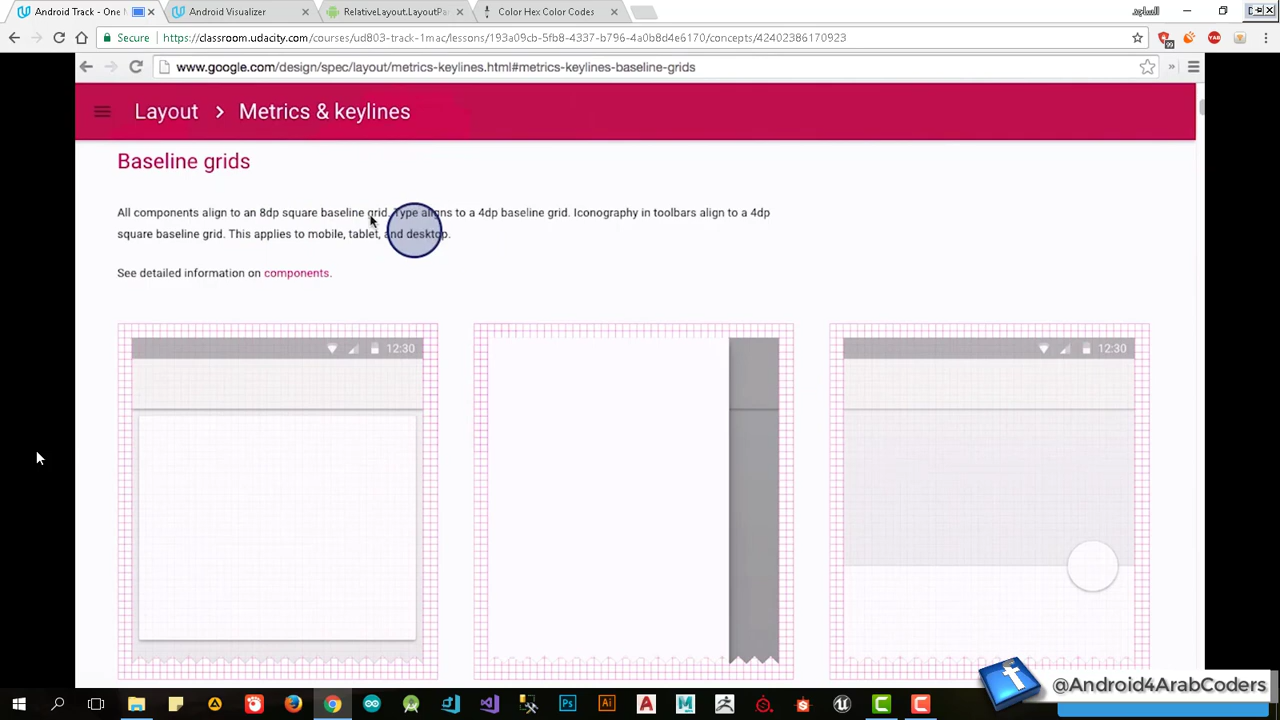 Android Track - One M
Android Visualizer
RelativeLayout.LayoutPar
Color Hex Color Codes
Secure
https://classroom.udacity.com/courses/ud803-track-1mac/lessons/193a09cb-5fb8-4337-b796-4a0b8d4e6170/concepts/42402386170923
www.google.com/design/spec/layout/metrics-keylines.html#metrics-keylines-baseline-grids
Layout > Metrics & keylines
Baseline grids
All components align to an 8dp square baseline grid. Type aligns to a 4dp baseline grid. Iconography in toolbars align to a 4dp
square baseline grid. This applies to mobile, tablet, and desktop.
See detailed information on components.
12:30
12:30
@Android4ArabCoders